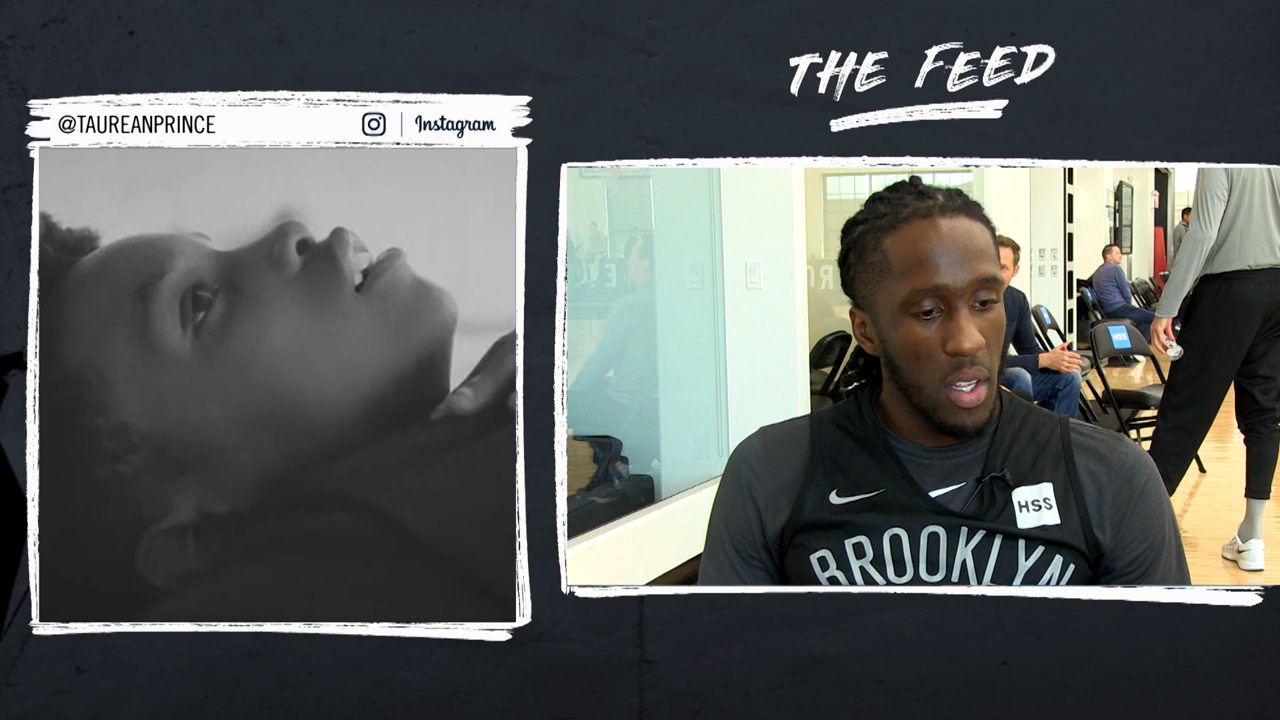 THE FEED
@TAUREANPRINCE
Instagram
HSS
BROOKLYN